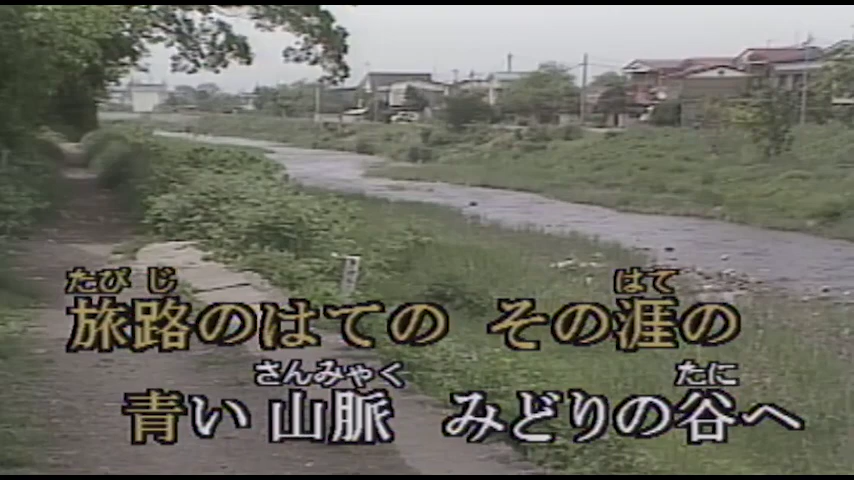 たびじ はて
旅路のはての その涯の
さんみゃく たに
青い山脈 みどりの谷へ